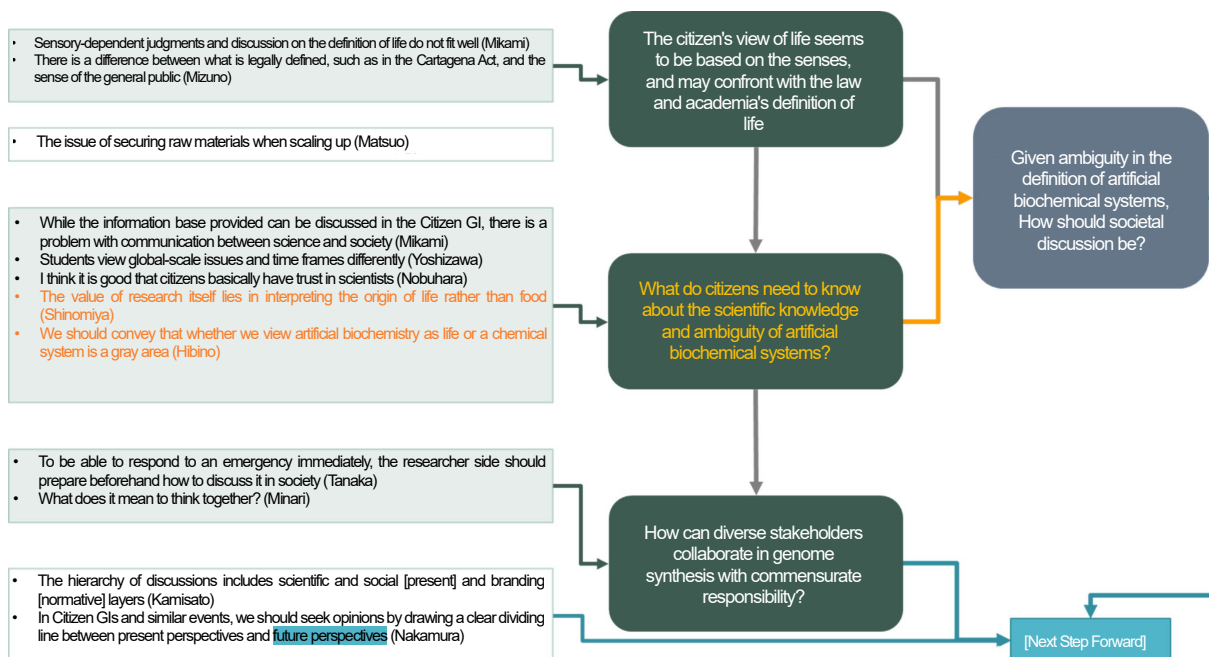 • Sensory-dependent judgments and discussion on the definition of life do not fit well (Mikami)
• There is a difference between what is legally defined, such as in the Cartagena Act, and the
sense of the general public (Mizuno)
• The issue of securing raw materials when scaling up (Matsuo)
• While the information base provided can be discussed in the Citizen GI, there is a
problem with communication between science and society (Mikami)
• Students view global-scale issues and time frames differently (Yoshizawa)
• I think it is good that citizens basically have trust in scientists (Nobuhara)
• The value of research itself lies in interpreting the origin of life rather than food
(Shinomiya)
• We should convey that whether we view artificial biochemistry as life or a chemical
system is a gray area (Hibino)
• To be able to respond to an emergency immediately, the researcher side should
prepare beforehand how to discuss it in society (Tanaka)
• What does it mean to think together? (Minari)
• The hierarchy of discussions includes scientific and social [present] and branding
[normative] layers (Kamisato)
• In Citizen GIs and similar events, we should seek opinions by drawing a clear dividing
line between present perspectives and future perspectives (Nakamura)
The citizen's view of life seems
to be based on the senses,
and may confront with the law
and academia's definition of
life
What do citizens need to know
about the scientific knowledge
and ambiguity of artificial
biochemical systems?
How can diverse stakeholders
collaborate in genome
synthesis with commensurate
responsibility?
Given ambiguity in the
definition of artificial
biochemical systems,
How should societal
discussion be?
[Next Step Forward]